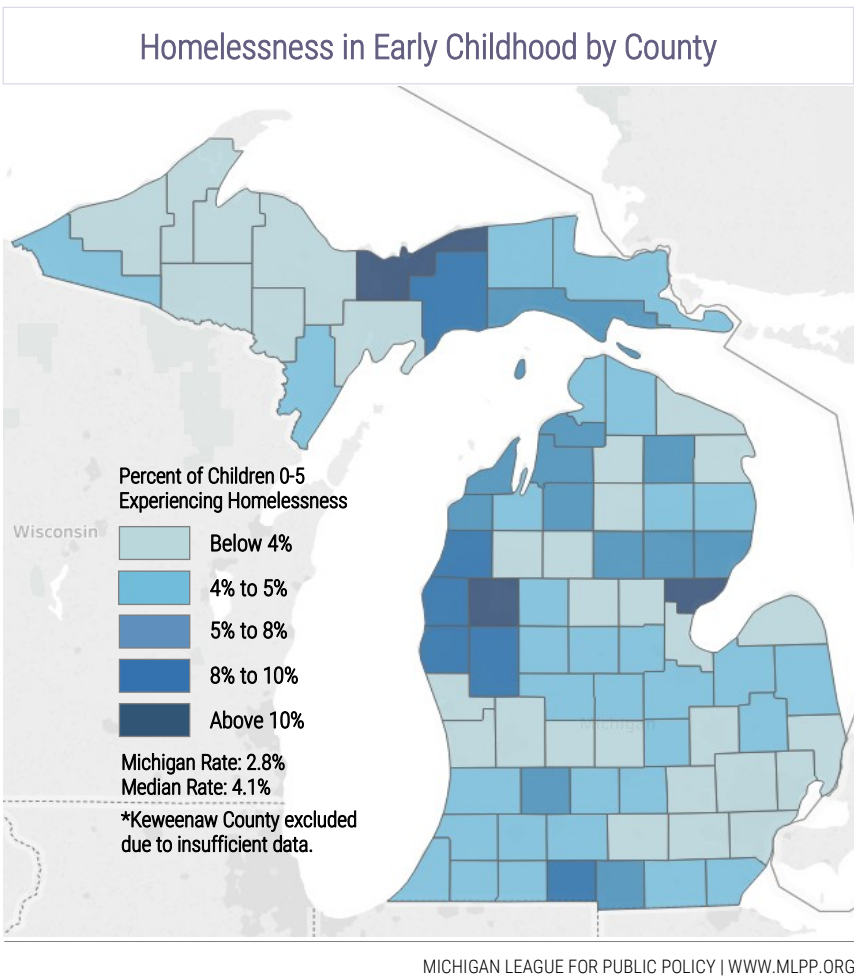 Homelessness in Early Childhood by County
Percent of Children 0-5
Experiencing Homelessness
Wisconsin
Below 4%
4% to 5%
5% to 8%
8% to 10%
Above 10%
Michigan
Michigan Rate: 2.8%
Median Rate: 4.1%
*Keweenaw County excluded
due to insufficient data.
MICHIGAN LEAGUE FOR PUBLIC POLICY | WWW.MLPP.ORG